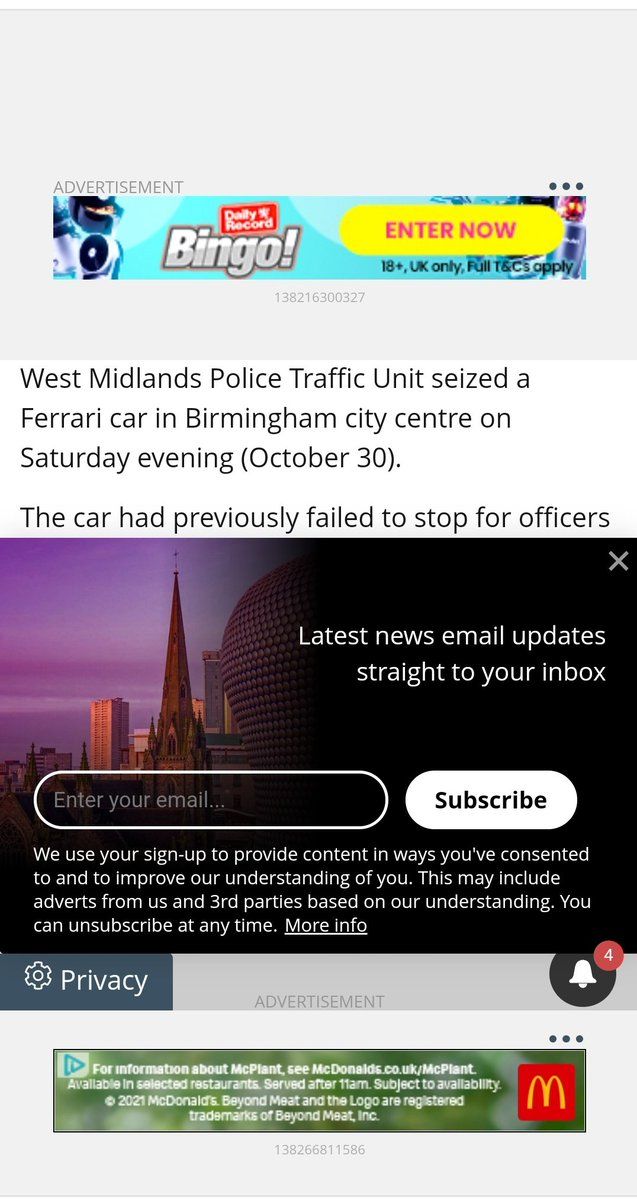 ADVERTISEMENT
Daily
Record
Bingo!
ENTER NOW
18+, UK only, Full T&Cs apply
138216300327
West Midlands Police Traffic Unit seized a
Ferrari car in Birmingham city centre on
Saturday evening (October 30).
The car had previously failed to stop for officers
Latest news email updates
straight to your inbox
Enter your email...
Subscribe
We use your sign-up to provide content in ways you've consented
to and to improve our understanding of you. This may include
adverts from us and 3rd parties based on our understanding. You
can unsubscribe at any time. More info
4
Privacy
ADVERTISEMENT
For information about McPlant, see McDonalds.co.uk/McPlant.
Available in selected restaurants. Served after 11am. Subject to availability.
© 2021 McDonald's. Beyond Meat and the Logo are registered
trademarks of Beyond Meat, Inc.
138266811586